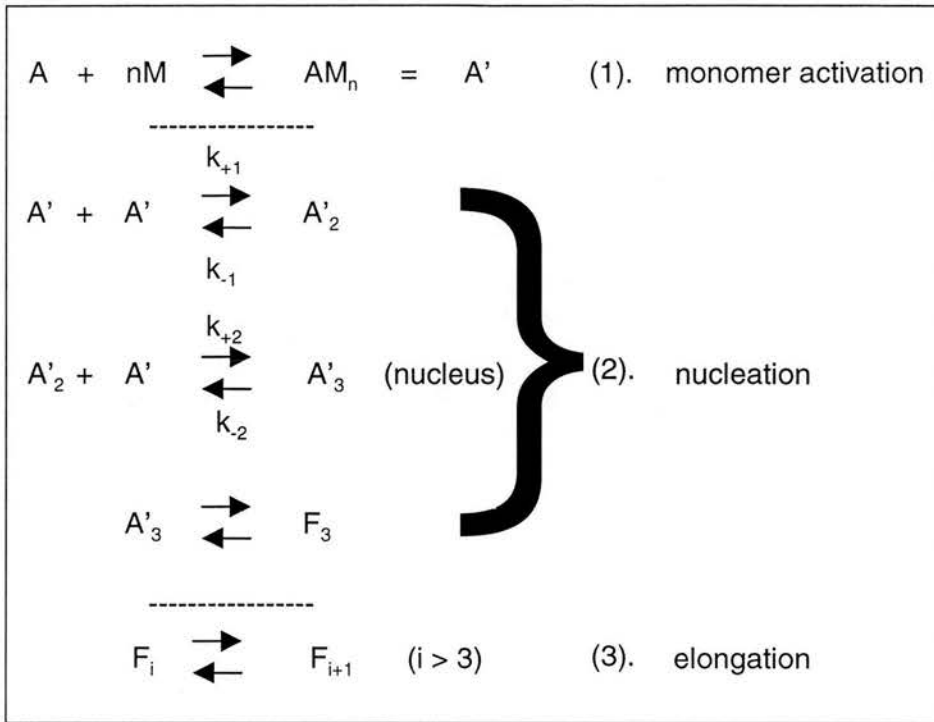 A + nM ⇄ AMₙ = A' (1). monomer activation
--------------------
k₊₁
A' + A' ⇄ A'₂
k₋₁
k₊₂
A'₂ + A' ⇄ A'₃ (nucleus) (2). nucleation
k₋₂
A'₃ ⇄ F₃
--------------------
Fᵢ ⇄ Fᵢ₊₁ (i > 3) (3). elongation